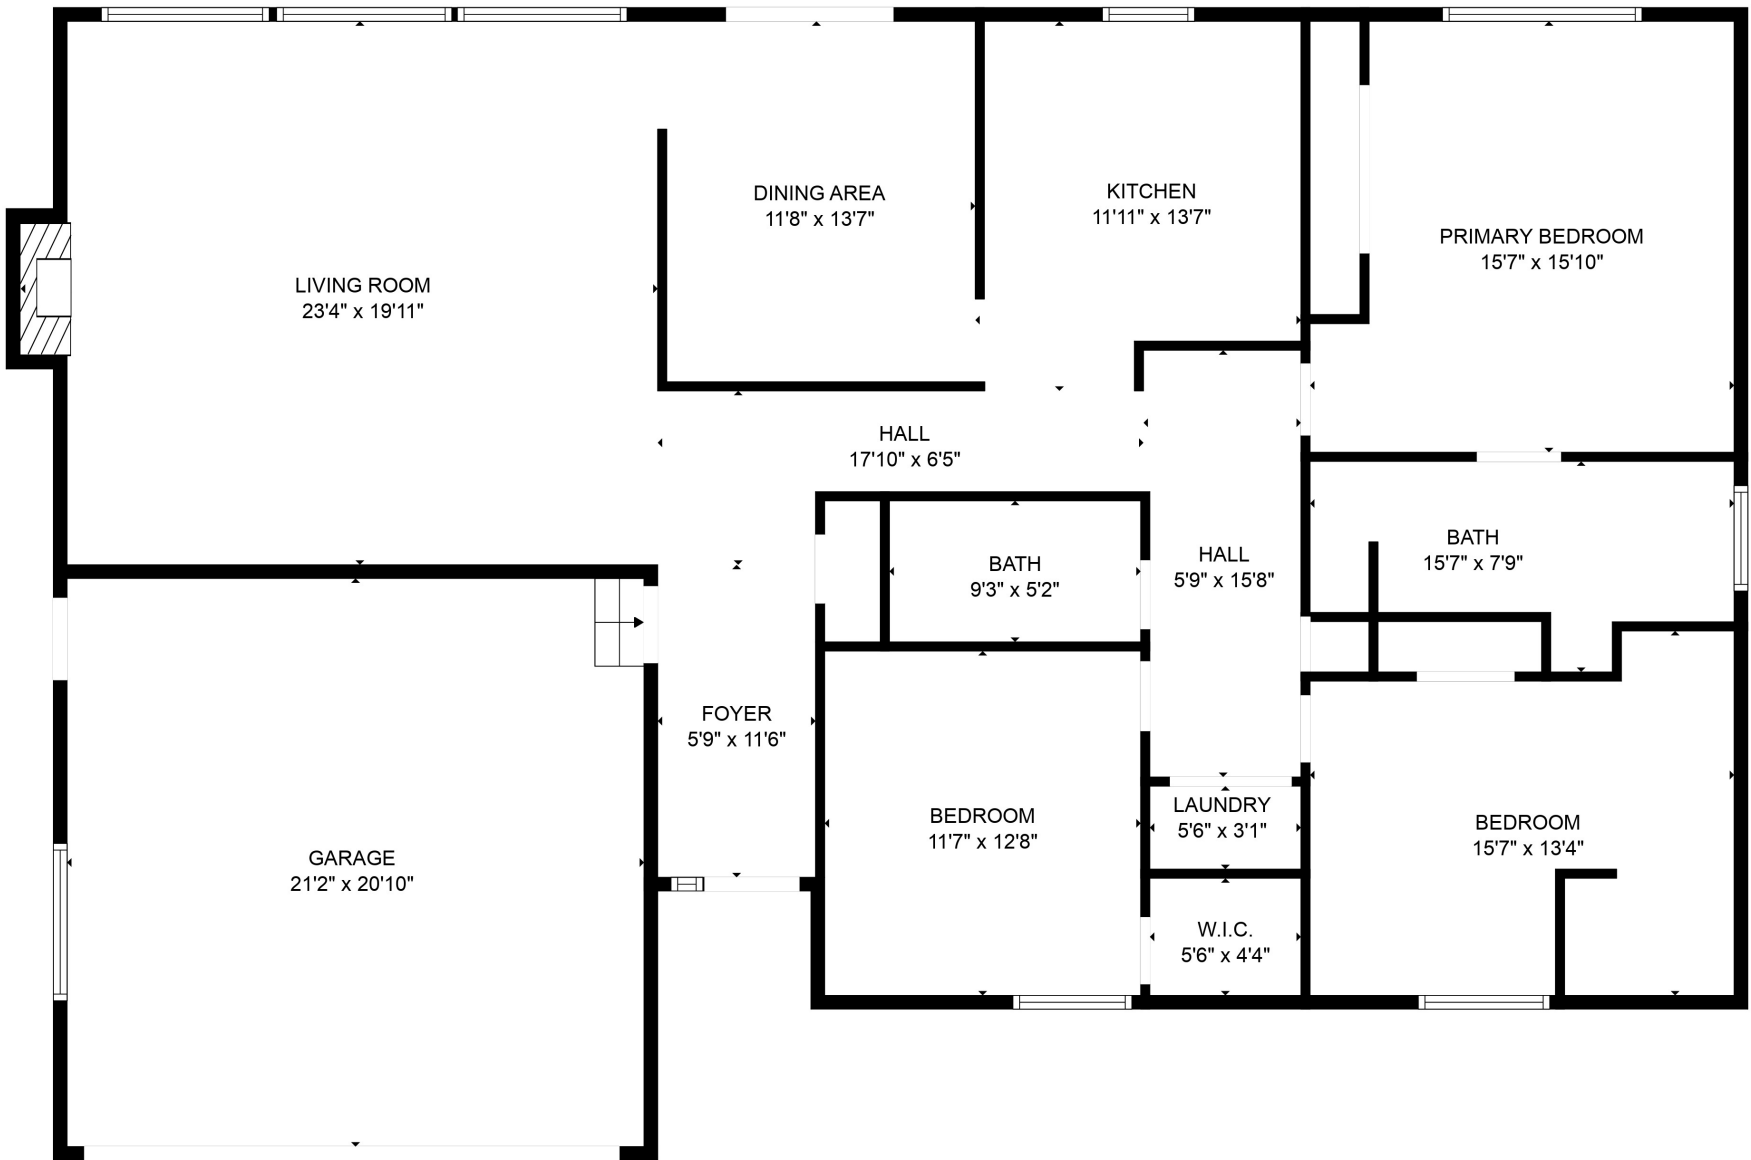 DINING AREA
11'8" x 13'7"
KITCHEN
11'11" x 13'7"
PRIMARY BEDROOM
15'7" x 15'10"
LIVING ROOM
23'4" x 19'11"
HALL
17'10" x 6'5"
BATH
9'3" x 5'2"
HALL
5'9" x 15'8"
BATH
15'7" x 7'9"
FOYER
5'9" x 11'6"
BEDROOM
11'7" x 12'8"
LAUNDRY
5'6" x 3'1"
BEDROOM
15'7" x 13'4"
GARAGE
21'2" x 20'10"
W.I.C.
5'6" x 4'4"